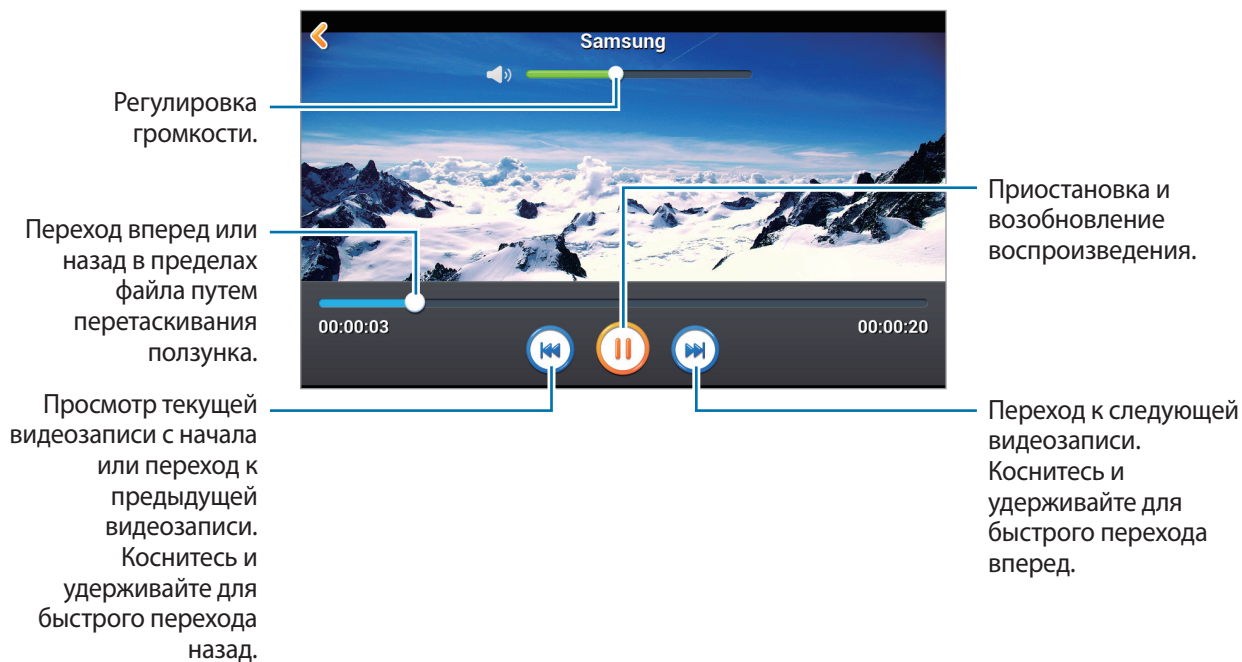 Samsung
Регулировка
громкости.
Переход вперед или
назад в пределах
файла путем
перетаскивания
ползунка.
Приостановка и
возобновление
воспроизведения.
00:00:03
00:00:20
Просмотр текущей
видеозаписи с начала
или переход к
предыдущей
видеозаписи.
Коснитесь и
удерживайте для
быстрого перехода
назад.
Переход к следующей
видеозаписи.
Коснитесь и
удерживайте для
быстрого перехода
вперед.